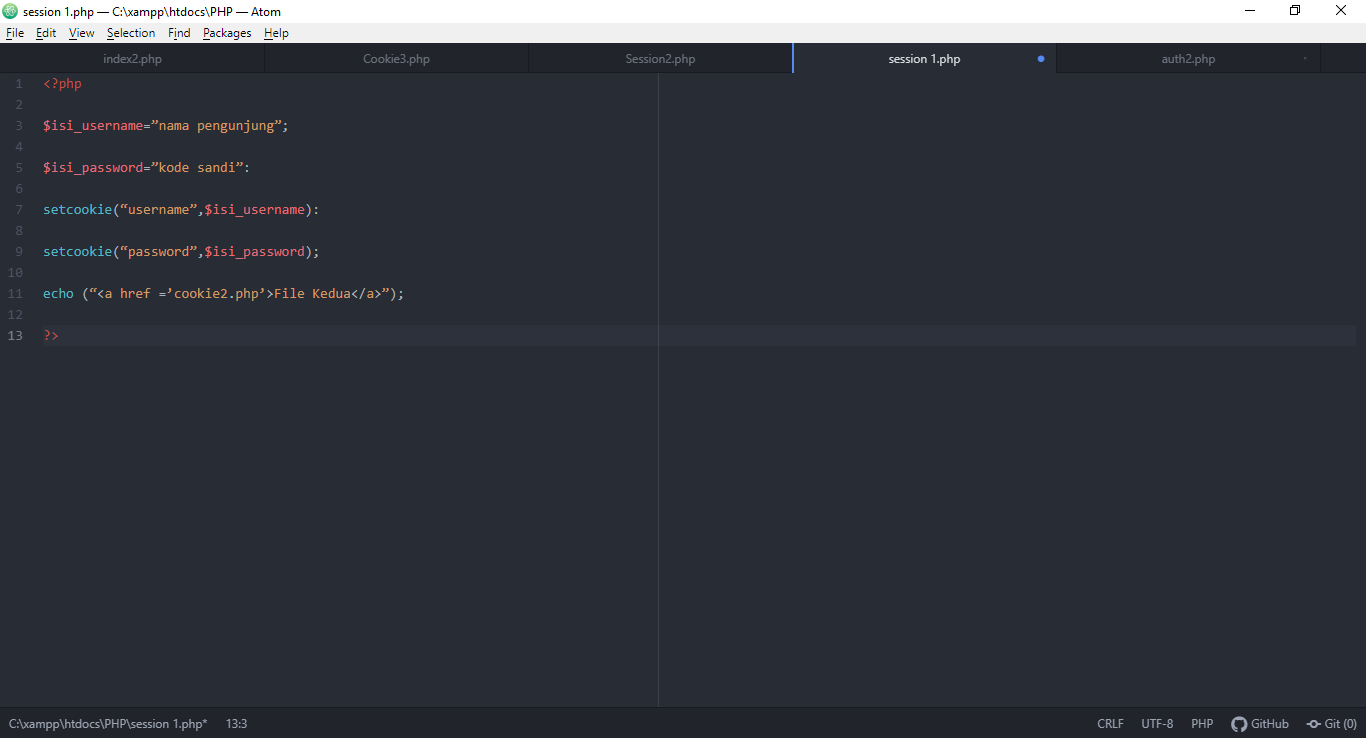 session 1.php — C:\xampp\htdocs\PHP — Atom
File Edit View Selection Find Packages Help
index2.php Cookie3.php Session2.php session 1.php auth2.php
1 <?php
2
3 $isi_username=”nama pengunjung”;
4
5 $isi_password=”kode sandi”:
6
7 setcookie(“username”,$isi_username):
8
9 setcookie(“password”,$isi_password);
10
11 echo (“<a href =’cookie2.php’>File Kedua</a>”);
12
13 ?>
C:\xampp\htdocs\PHP\session 1.php* 13:3 CRLF UTF-8 PHP GitHub Git (0)